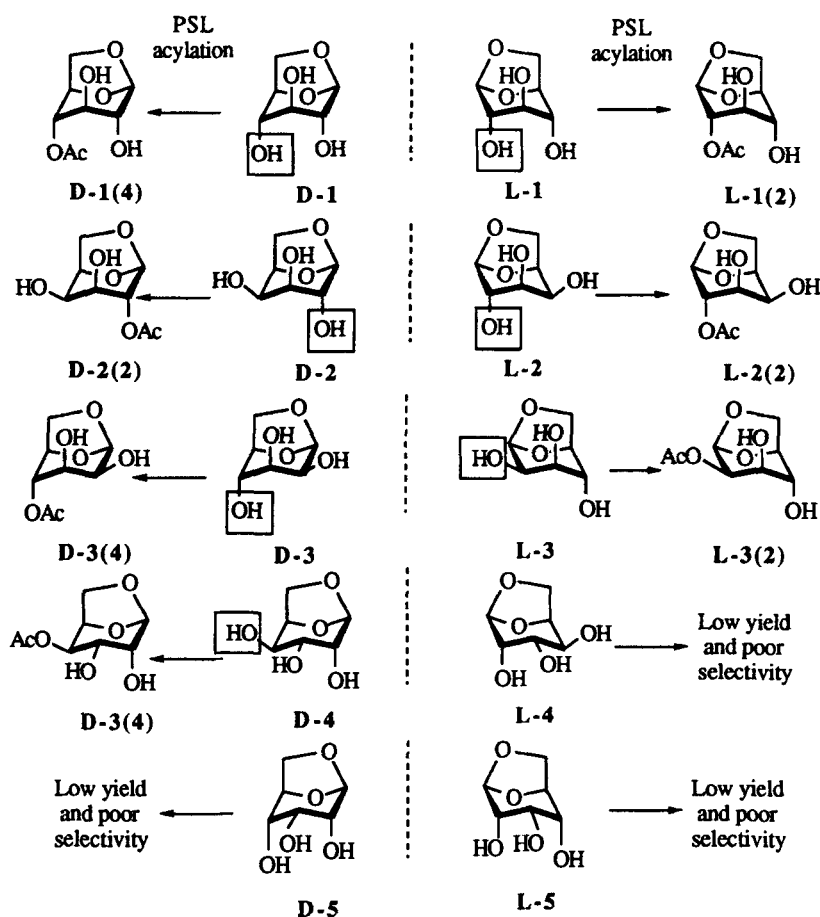 PSL
acylation
PSL
acylation
O
OH
O
OAc
OH
D-1(4)
O
OH
O
OH
OH
D-1
O
HO
O
OH
OH
L-1
O
HO
O
OAc
OH
L-1(2)
O
OH
O
HO
OAc
D-2(2)
O
OH
O
HO
OH
D-2
O
HO
O
OH
OH
L-2
O
HO
O
OH
OAc
L-2(2)
O
OH
O
OH
OAc
D-3(4)
O
OH
O
OH
OH
D-3
O
HO
HO
O
OH
L-3
O
HO
AcO
O
OH
L-3(2)
O
O
AcO
HO
OH
D-3(4)
O
HO
O
HO
OH
D-4
O
O
OH
HO
OH
L-4
Low yield
and poor
selectivity
Low yield
and poor
selectivity
O
O
OH
OH
OH
D-5
O
O
HO
HO
OH
L-5
Low yield
and poor
selectivity